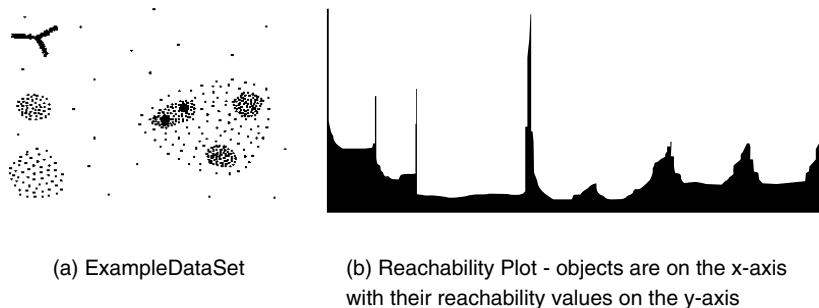 (a) ExampleDataSet
(b) Reachability Plot - objects are on the x-axis
with their reachability values on the y-axis